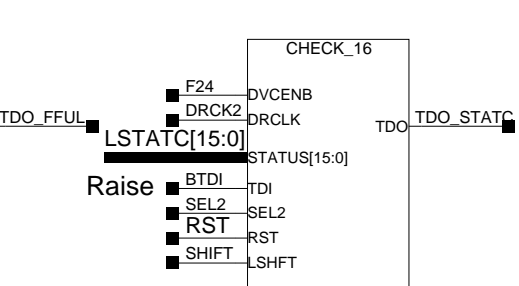 CHECK_16
F24
DVCENB
TDO_FFUL
DRCK2
DRCLK
TDO
TDO_STATC
LSTATC[15:0]
STATUS[15:0]
Raise
BTDI
TDI
SEL2
SEL2
RST
RST
SHIFT
LSHFT